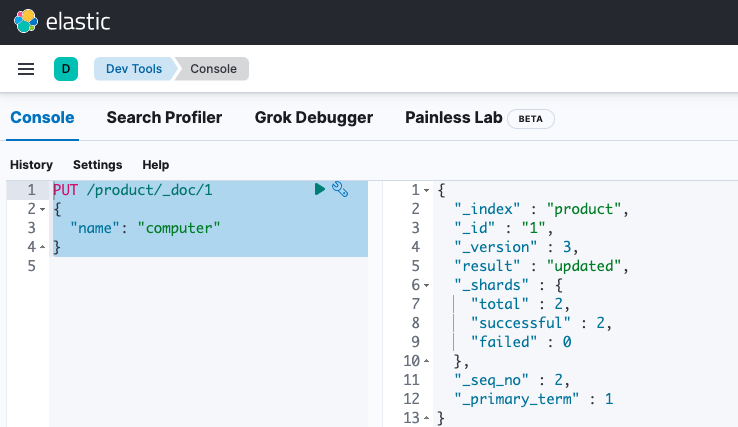 elastic
D Dev Tools Console
Console Search Profiler Grok Debugger Painless Lab BETA
History Settings Help
1 PUT /product/_doc/1
2 {
3 "name": "computer"
4 }
5
1 {
2 "_index" : "product",
3 "_id" : "1",
4 "_version" : 3,
5 "result" : "updated",
6 "_shards" : {
7 "total" : 2,
8 "successful" : 2,
9 "failed" : 0
10 },
11 "_seq_no" : 2,
12 "_primary_term" : 1
13 }